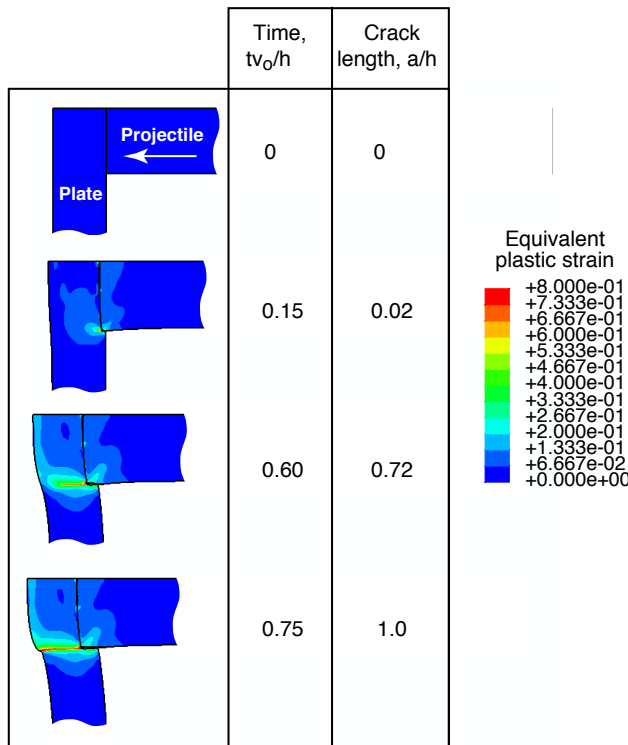 Time,
tvo/h
Crack
length, a/h
Projectile
Plate
0
0
0.15
0.02
0.60
0.72
0.75
1.0
Equivalent
plastic strain
+8.000e-01
+7.333e-01
+6.667e-01
+6.000e-01
+5.333e-01
+4.667e-01
+4.000e-01
+3.333e-01
+2.667e-01
+2.000e-01
+1.333e-01
+6.667e-02
+0.000e+00